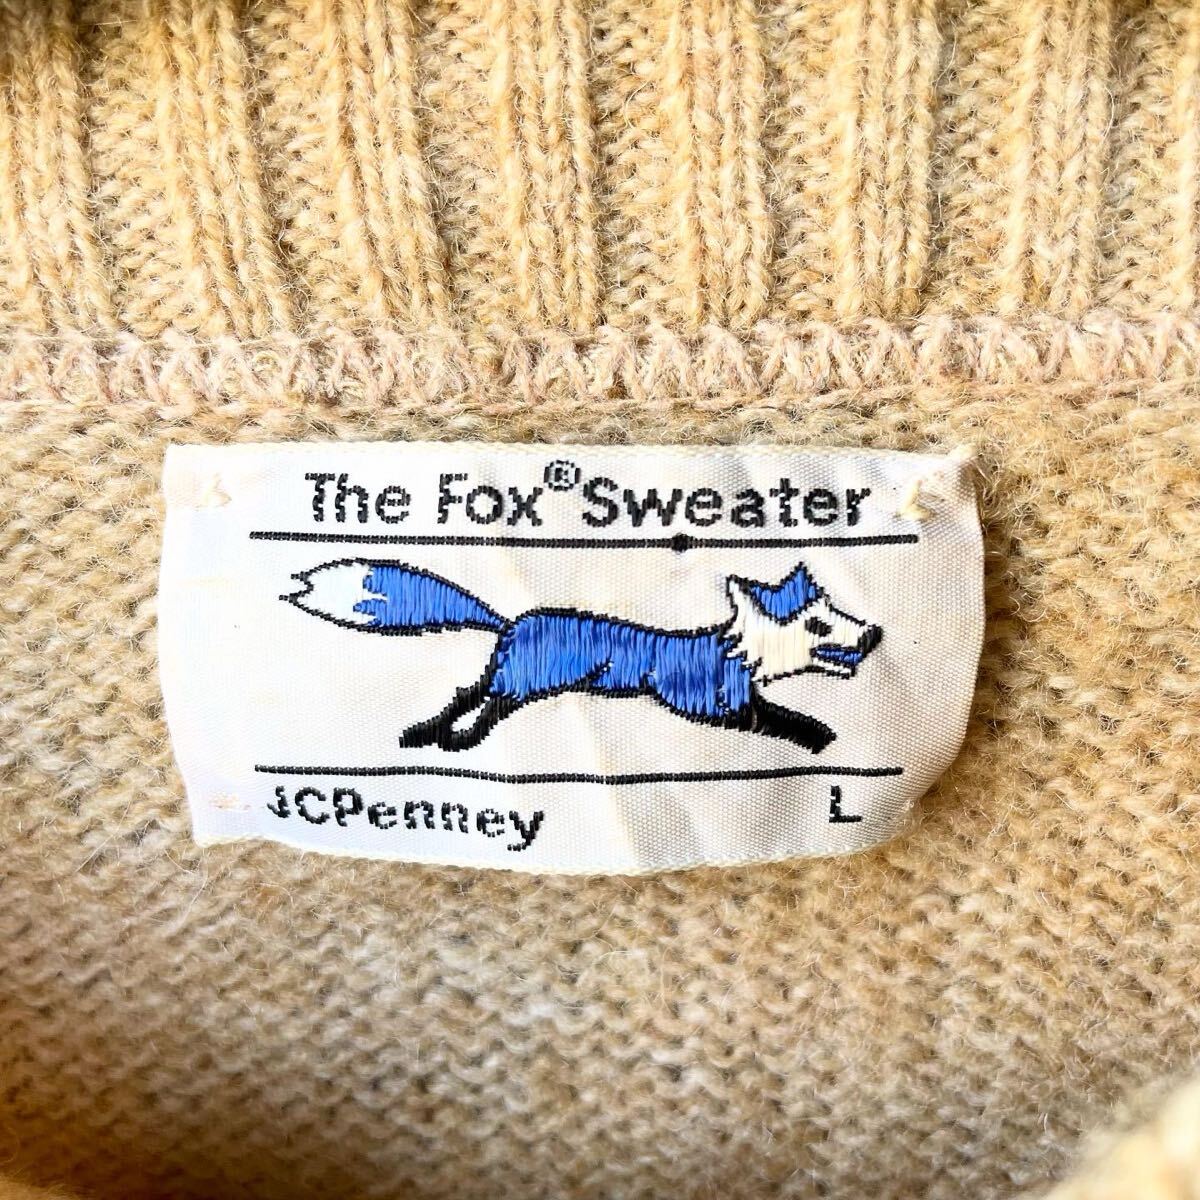 The Fox® Sweater
JCPenney L